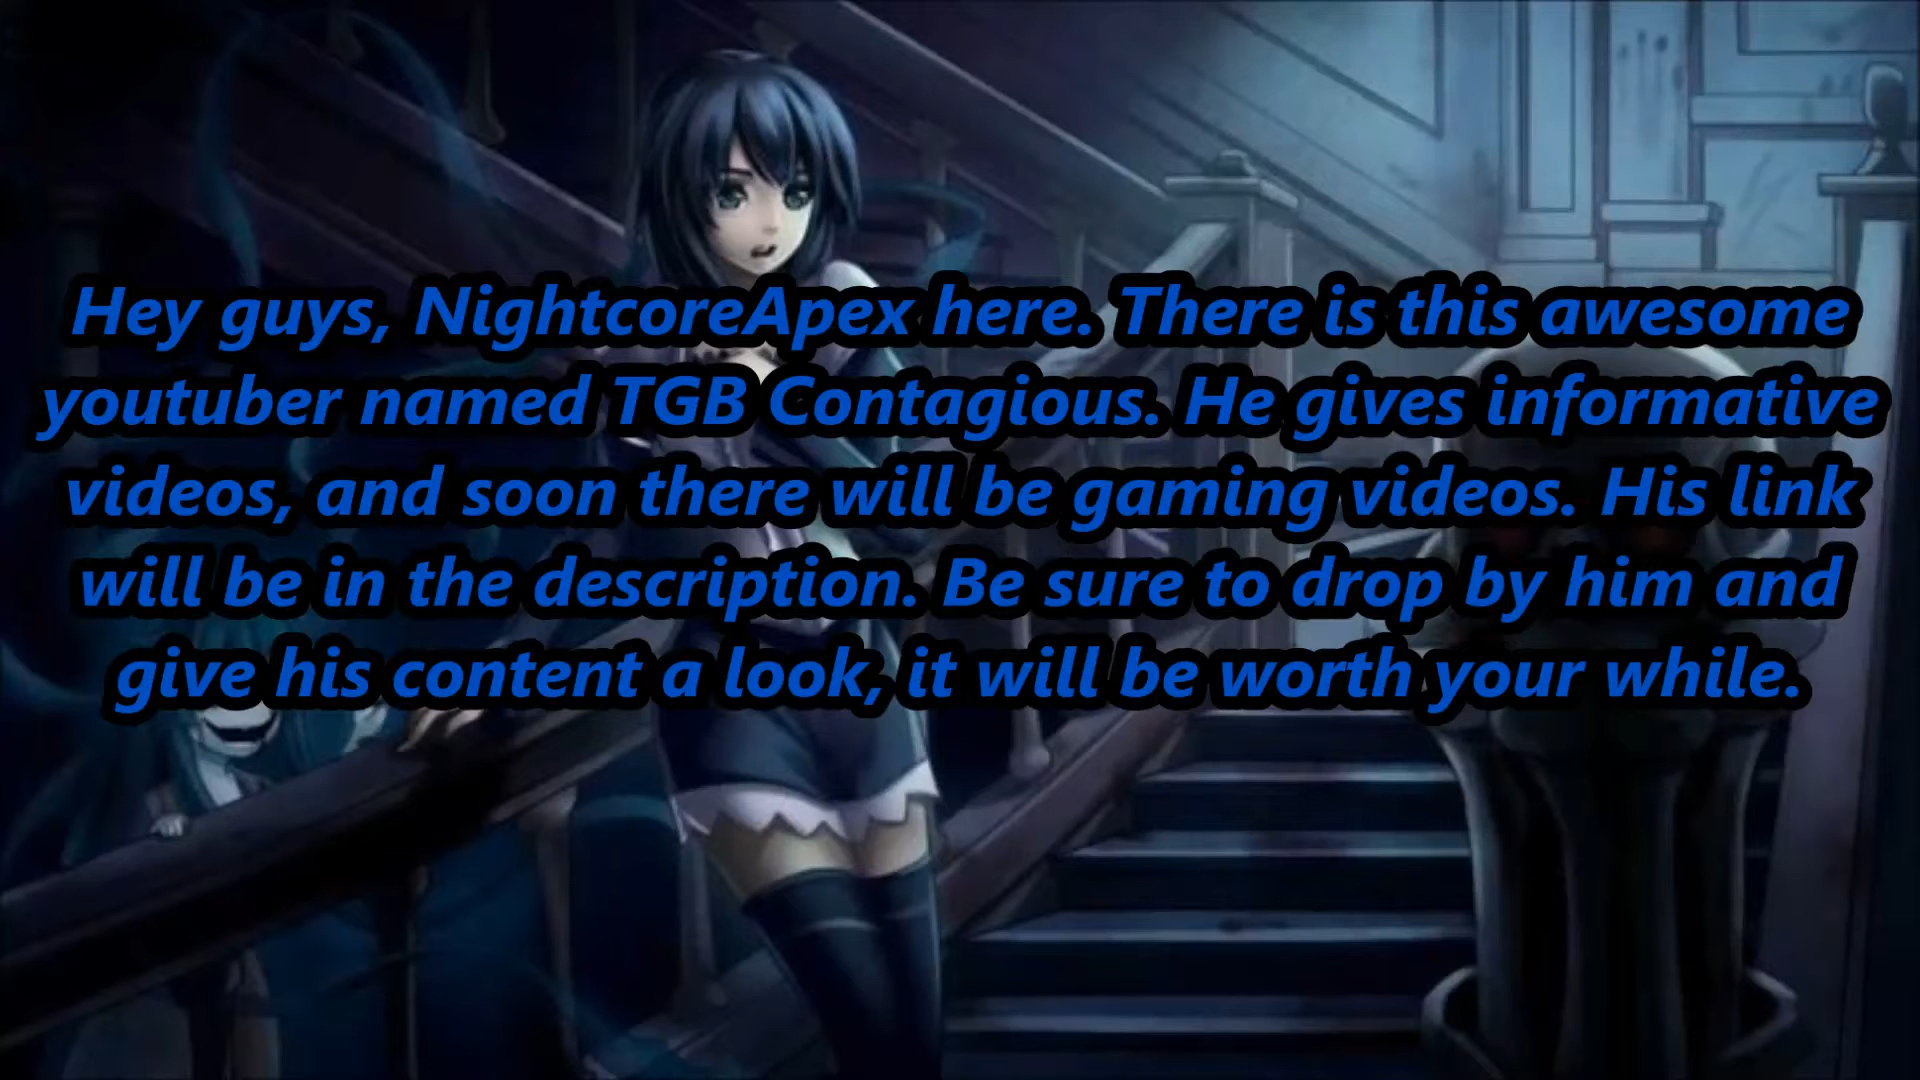 Hey guys, NightcoreApex here. There is this awesome
youtuber named TGB Contagious. He gives informative
videos, and soon there will be gaming videos. His link
will be in the description. Be sure to drop by him and
give his content a look, it will be worth your while.